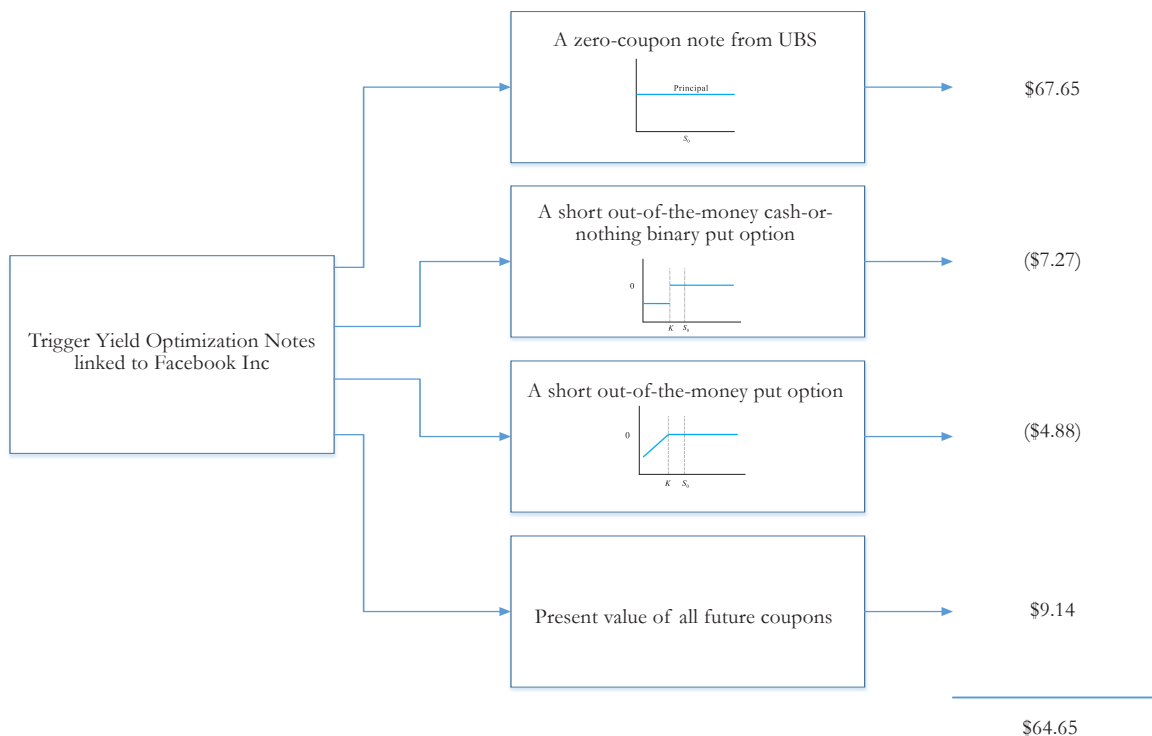 A zero-coupon note from UBS
Principal
S₀
$67.65
A short out-of-the-money cash-or-
nothing binary put option
0
K S₀
($7.27)
Trigger Yield Optimization Notes
linked to Facebook Inc
A short out-of-the-money put option
0
K S₀
($4.88)
Present value of all future coupons
$9.14
$64.65